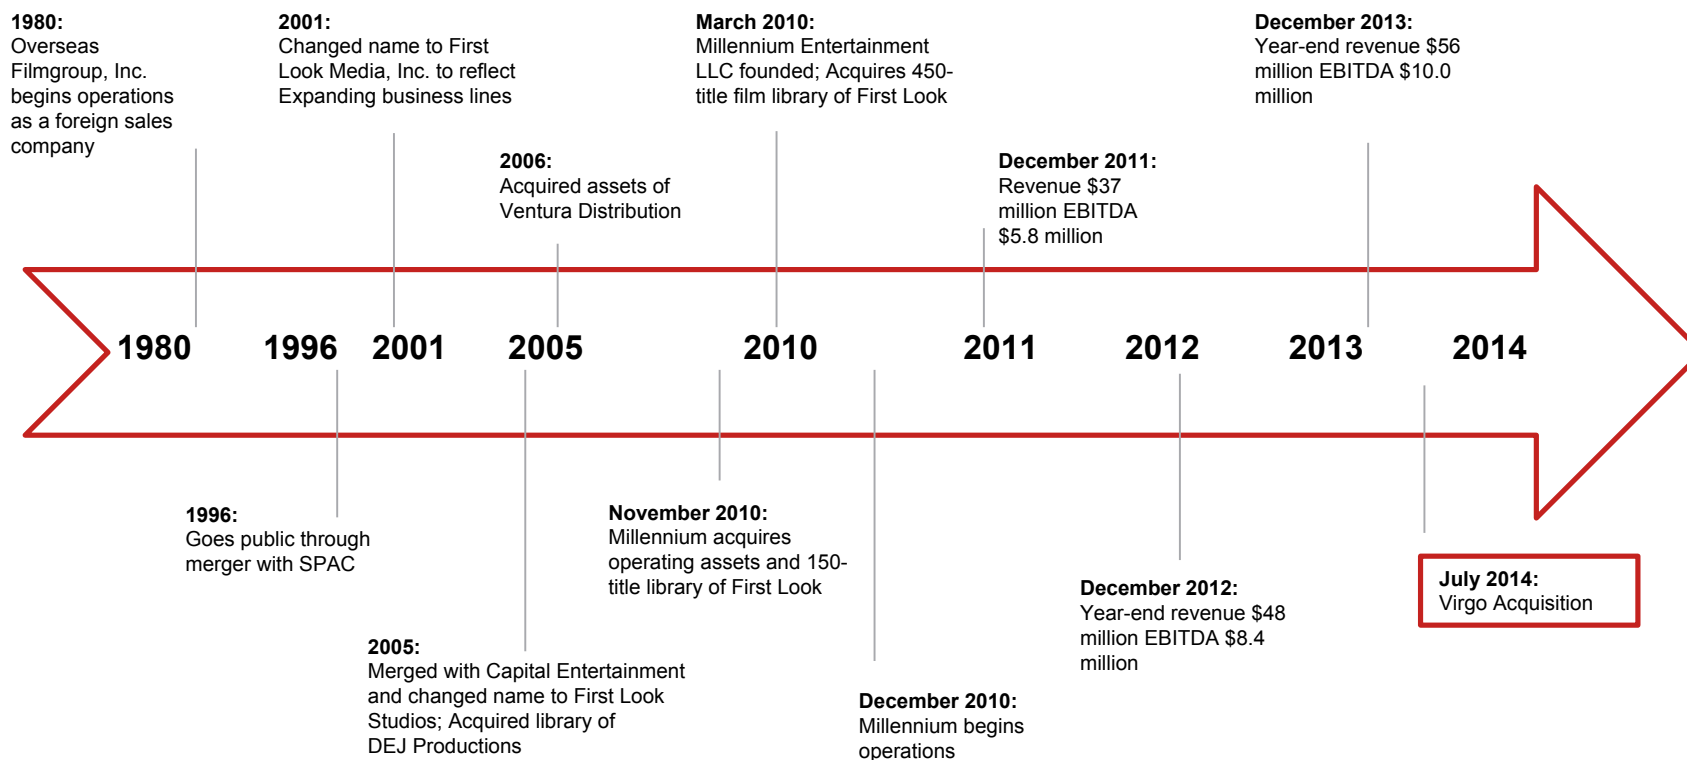 1980:
Overseas
Filmgroup, Inc.
begins operations
as a foreign sales
company
2001:
Changed name to First
Look Media, Inc. to reflect
Expanding business lines
2006:
Acquired assets of
Ventura Distribution
March 2010:
Millennium Entertainment
LLC founded; Acquires 450-
title film library of First Look
December 2011:
Revenue $37
million EBITDA
$5.8 million
December 2013:
Year-end revenue $56
million EBITDA $10.0
million
1980 1996 2001 2005 2010 2011 2012 2013 2014
1996:
Goes public through
merger with SPAC
2005:
Merged with Capital Entertainment
and changed name to First Look
Studios; Acquired library of
DEJ Productions
November 2010:
Millennium acquires
operating assets and 150-
title library of First Look
December 2010:
Millennium begins
operations
December 2012:
Year-end revenue $48
million EBITDA $8.4
million
July 2014:
Virgo Acquisition